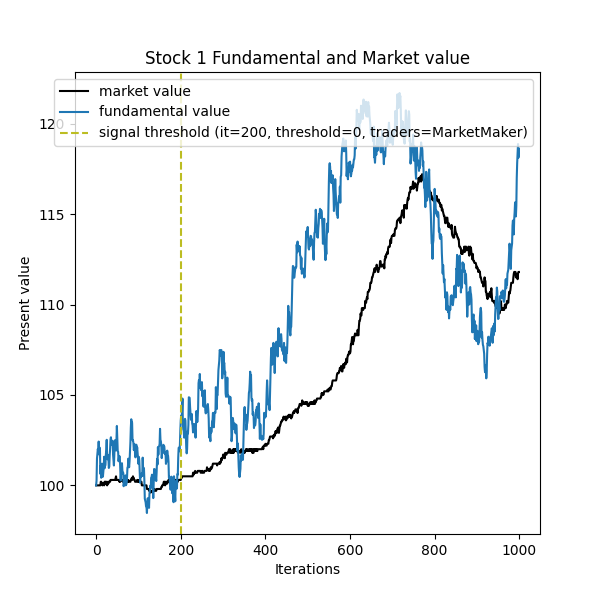 Stock 1 Fundamental and Market value
market value
fundamental value
signal threshold (it=200, threshold=0, traders=MarketMaker)
120
115
110
105
100
Present value
0 200 400 600 800 1000
Iterations